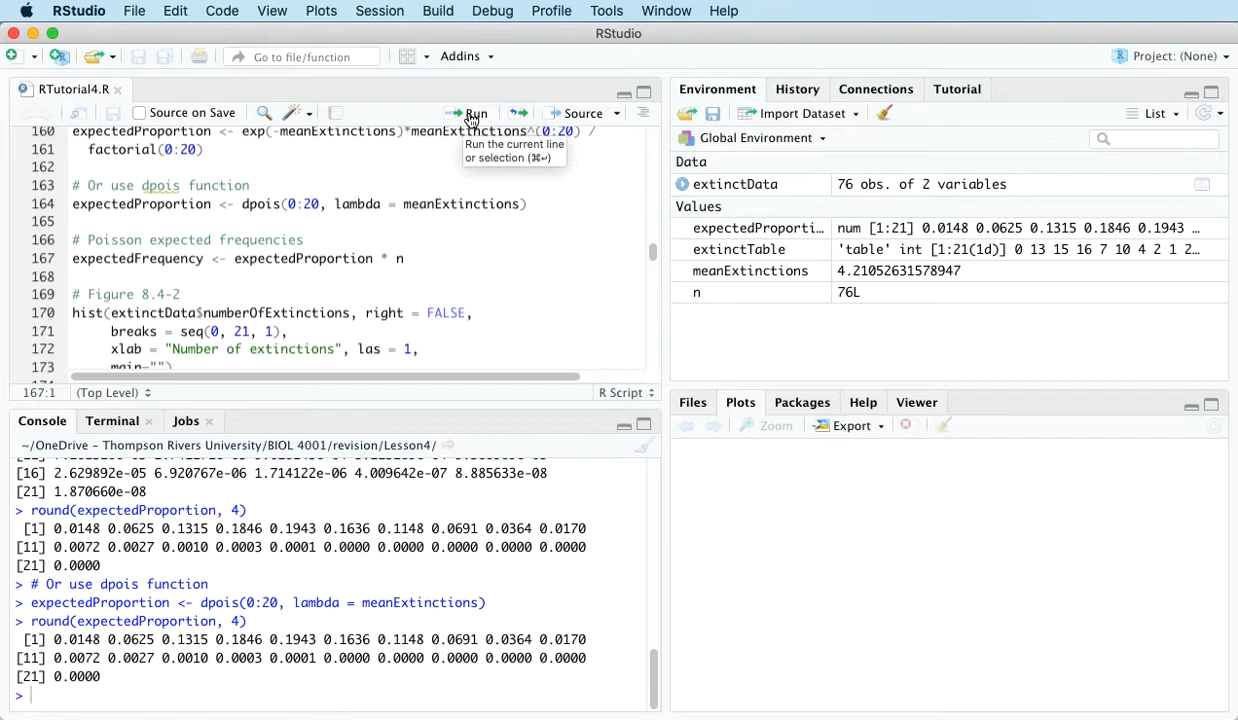 RStudio File Edit Code View Plots Session Build Debug Profile Tools Window Help
RStudio
Go to file/function Addins Project: (None)
RTutorial4.R
Source on Save Run Source
160 expectedProportion <- exp(-meanExtinctions)*meanExtinctions^(0:20) /
161 factorial(0:20)
162
163 # Or use dpois function
164 expectedProportion <- dpois(0:20, lambda = meanExtinctions)
165
166 # Poisson expected frequencies
167 expectedFrequency <- expectedProportion * n
168
169 # Figure 8.4-2
170 hist(extinctData$numberOfExtinctions, right = FALSE,
171 breaks = seq(0, 21, 1),
172 xlab = "Number of extinctions", las = 1,
173 main="")
Run the current line
or selection (⌘↩)
167:1 (Top Level) R Script
Console Terminal Jobs
~/OneDrive - Thompson Rivers University/BIOL 4001/revision/Lesson4/
[16] 2.629892e-05 6.920767e-06 1.714122e-06 4.009642e-07 8.885633e-08
[21] 1.870660e-08
> round(expectedProportion, 4)
[1] 0.0148 0.0625 0.1315 0.1846 0.1943 0.1636 0.1148 0.0691 0.0364 0.0170
[11] 0.0072 0.0027 0.0010 0.0003 0.0001 0.0000 0.0000 0.0000 0.0000 0.0000
[21] 0.0000
> # Or use dpois function
> expectedProportion <- dpois(0:20, lambda = meanExtinctions)
> round(expectedProportion, 4)
[1] 0.0148 0.0625 0.1315 0.1846 0.1943 0.1636 0.1148 0.0691 0.0364 0.0170
[11] 0.0072 0.0027 0.0010 0.0003 0.0001 0.0000 0.0000 0.0000 0.0000 0.0000
[21] 0.0000
>
Environment History Connections Tutorial
Import Dataset List
Global Environment
Data
extinctData 76 obs. of 2 variables
Values
expectedProporti… num [1:21] 0.0148 0.0625 0.1315 0.1846 0.1943 ...
extinctTable 'table' int [1:21(1d)] 0 13 15 16 7 10 4 2 1 2...
meanExtinctions 4.21052631578947
n 76L
Files Plots Packages Help Viewer
Zoom Export